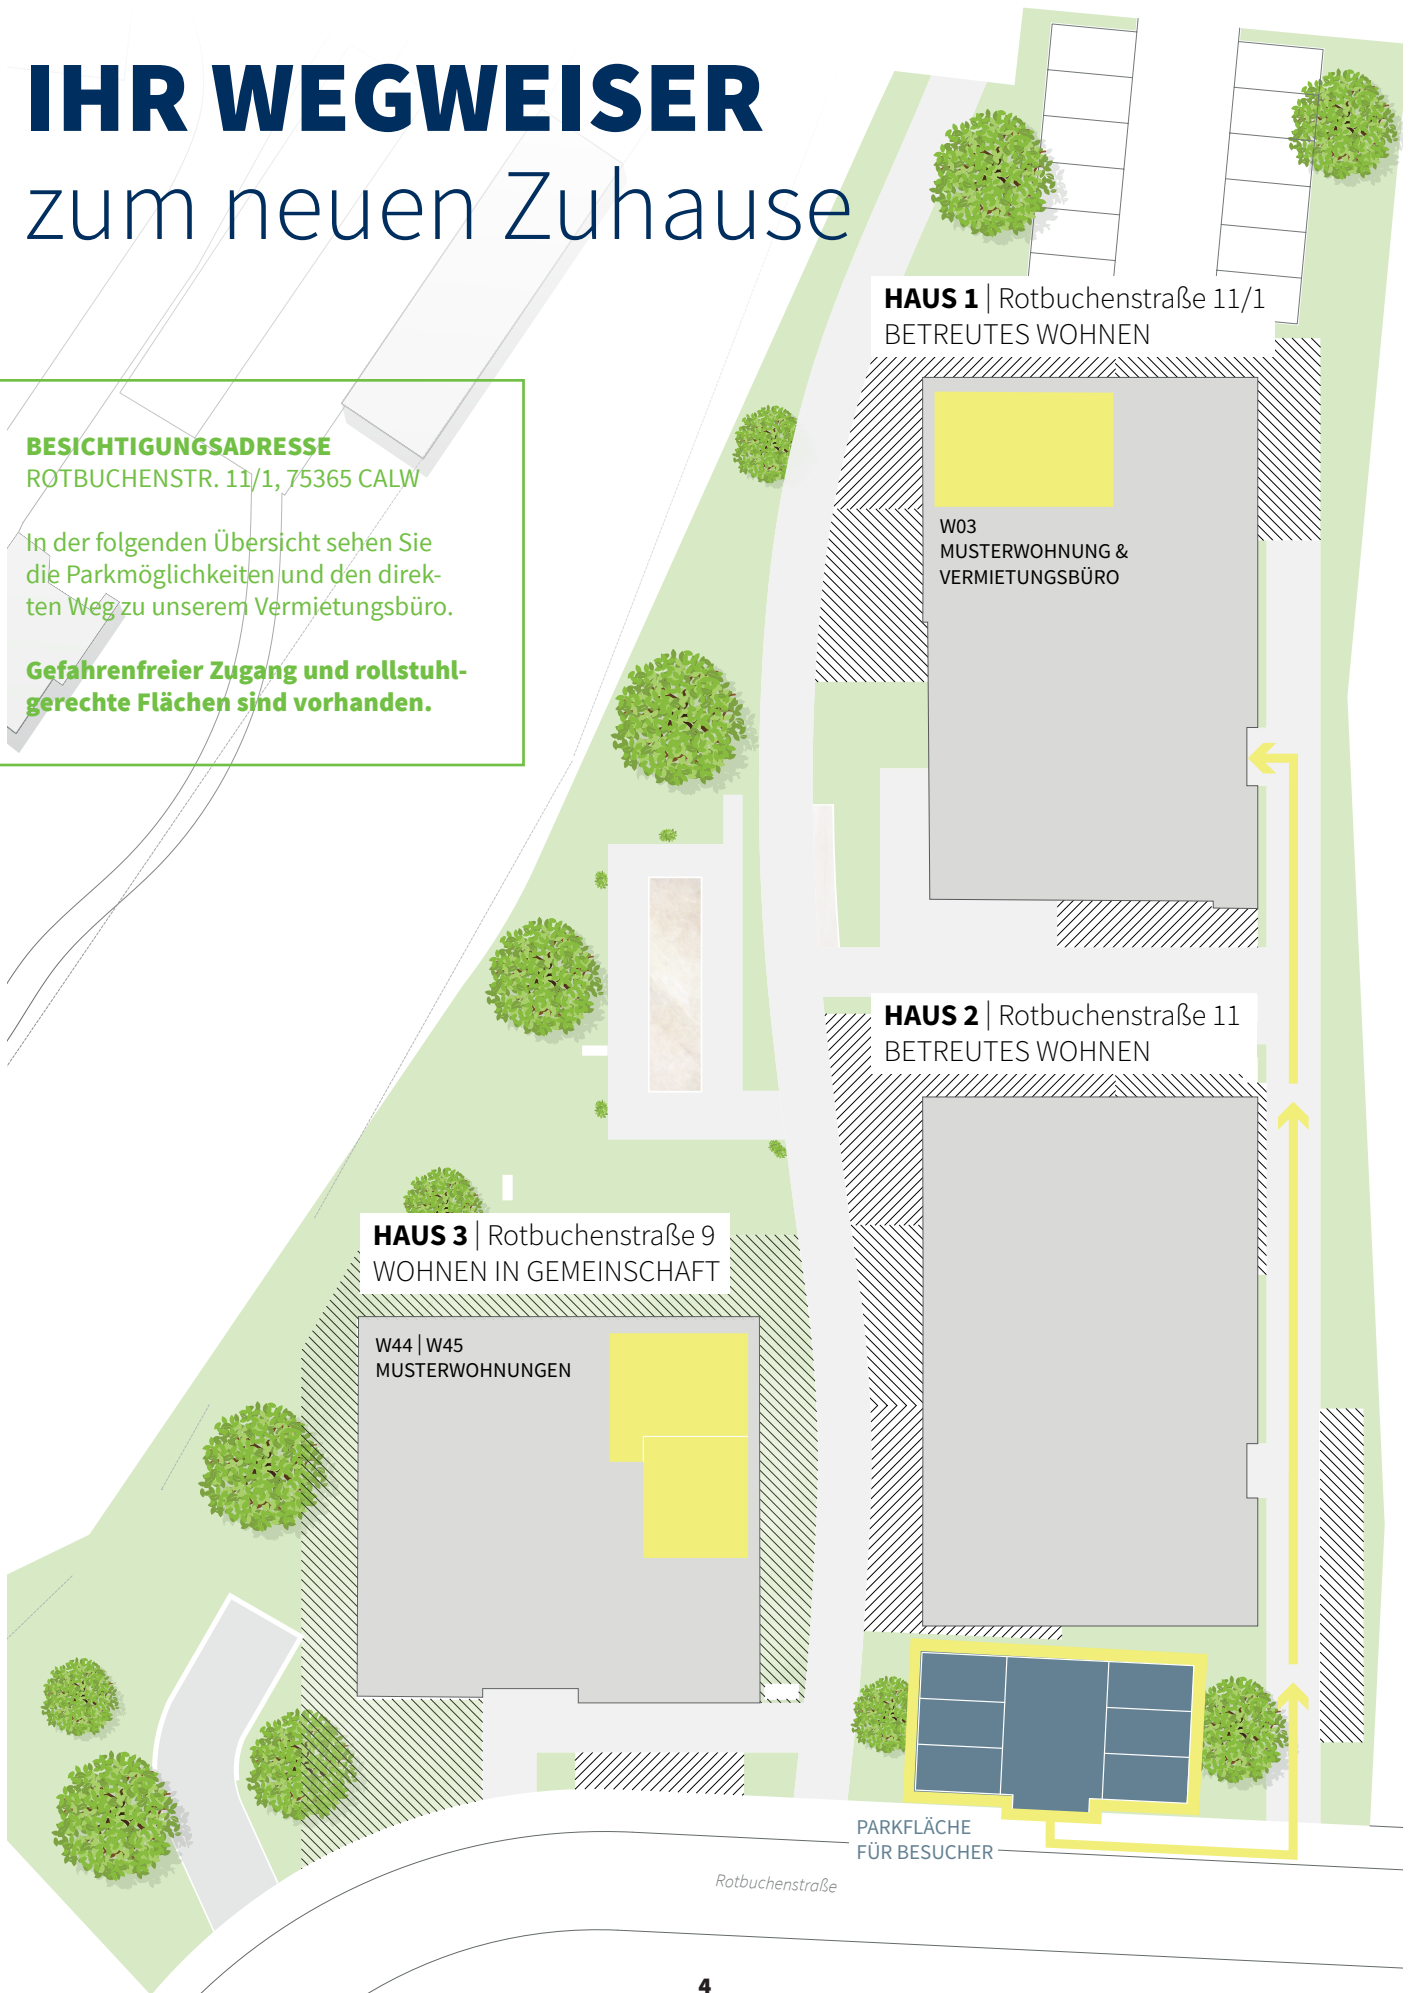 IHR WEGWEISER
zum neuen Zuhause
HAUS 1 | Rotbuchenstraße 11/1
BETREUTES WOHNEN
BESICHTIGUNGSADRESSE
ROTBUCHENSTR. 11/1, 75365 CALW
In der folgenden Übersicht sehen Sie
die Parkmöglichkeiten und den direk-
ten Weg zu unserem Vermietungsbüro.
Gefahrenfreier Zugang und rollstuhl-
gerechte Flächen sind vorhanden.
W03
MUSTERWOHNUNG &
VERMIETUNGSBÜRO
HAUS 2 | Rotbuchenstraße 11
BETREUTES WOHNEN
HAUS 3 | Rotbuchenstraße 9
WOHNEN IN GEMEINSCHAFT
W44 | W45
MUSTERWOHNUNGEN
PARKFLÄCHE
FÜR BESUCHER
Rotbuchenstraße
4